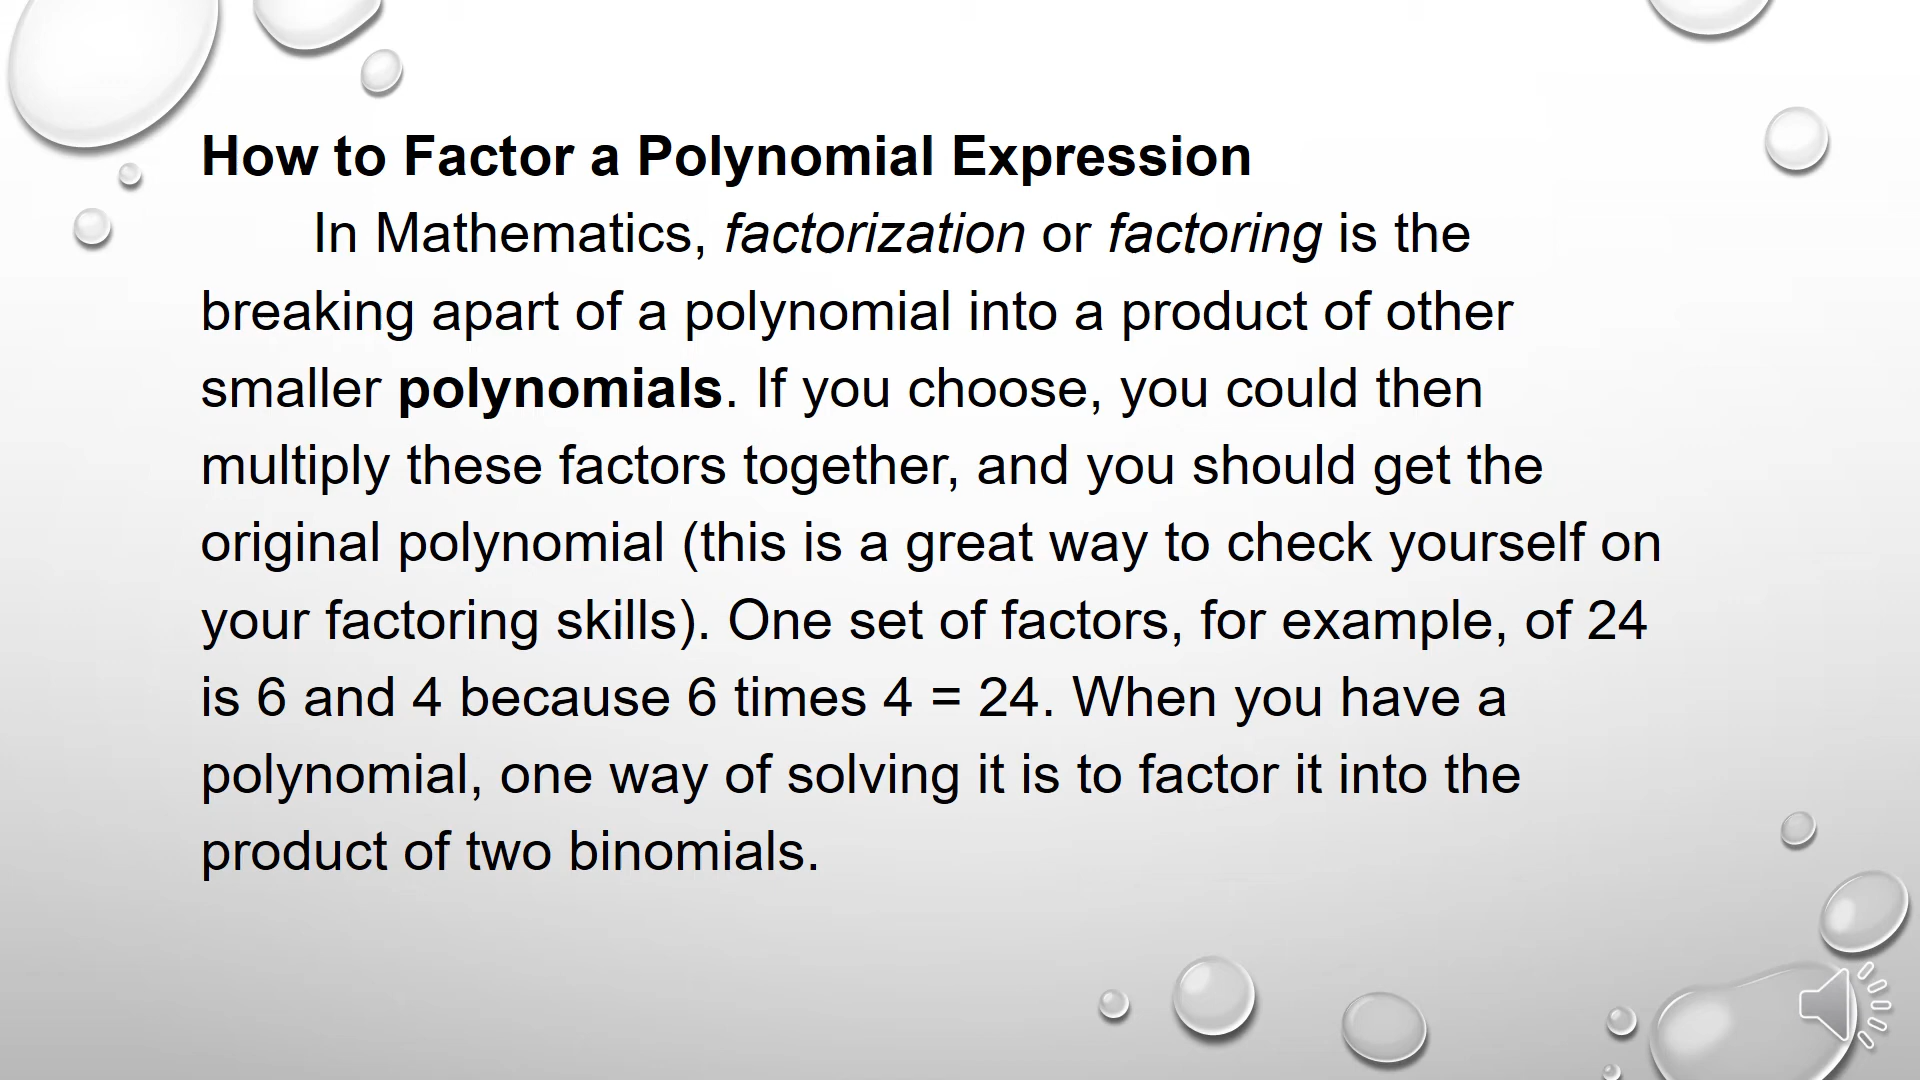 How to Factor a Polynomial Expression
In Mathematics, factorization or factoring is the
breaking apart of a polynomial into a product of other
smaller polynomials. If you choose, you could then
multiply these factors together, and you should get the
original polynomial (this is a great way to check yourself on
your factoring skills). One set of factors, for example, of 24
is 6 and 4 because 6 times 4 = 24. When you have a
polynomial, one way of solving it is to factor it into the
product of two binomials.